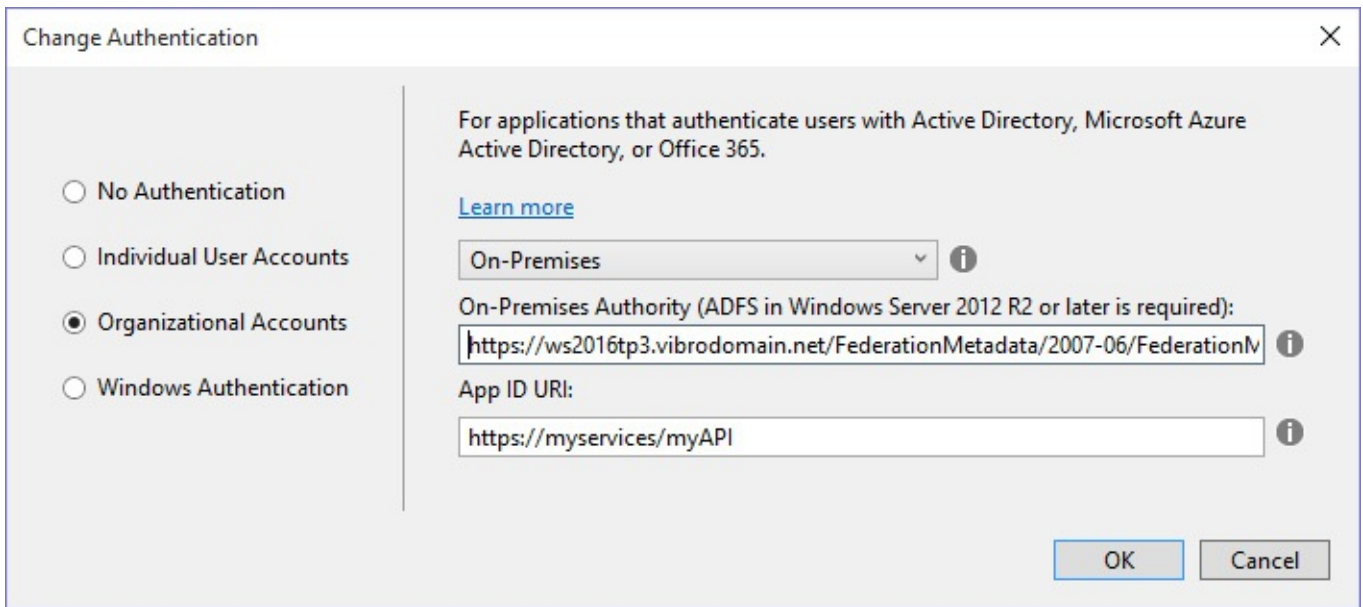 Change Authentication
For applications that authenticate users with Active Directory, Microsoft Azure
Active Directory, or Office 365.
No Authentication
Learn more
Individual User Accounts
On-Premises
On-Premises Authority (ADFS in Windows Server 2012 R2 or later is required):
Organizational Accounts
https://ws2016tp3.vibrodomain.net/FederationMetadata/2007-06/FederationM
Windows Authentication
App ID URI:
https://myservices/myAPI
OK
Cancel